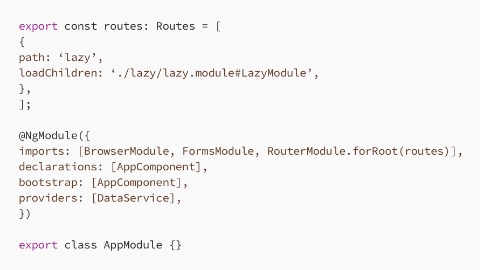 export const routes: Routes = [
{
path: ‘lazy’,
loadChildren: ‘./lazy/lazy.module#LazyModule’,
},
];
@NgModule({
imports: [BrowserModule, FormsModule, RouterModule.forRoot(routes)],
declarations: [AppComponent],
bootstrap: [AppComponent],
providers: [DataService],
})
export class AppModule {}